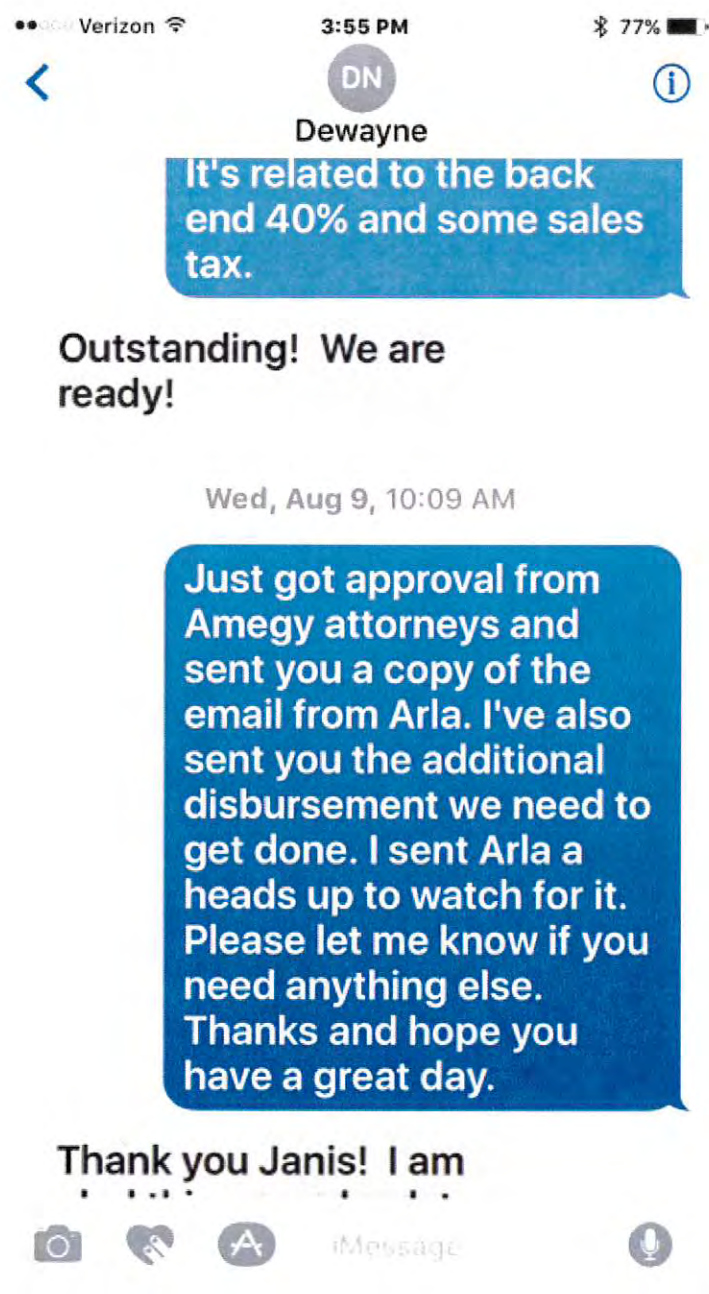 Verizon
3:55 PM
77%
DN
Dewayne
It's related to the back
end 40% and some sales
tax.
Outstanding! We are
ready!
Wed, Aug 9, 10:09 AM
Just got approval from
Amegy attorneys and
sent you a copy of the
email from Arla. I've also
sent you the additional
disbursement we need to
get done. I sent Arla a
heads up to watch for it.
Please let me know if you
need anything else.
Thanks and hope you
have a great day.
Thank you Janis! I am
iMessage